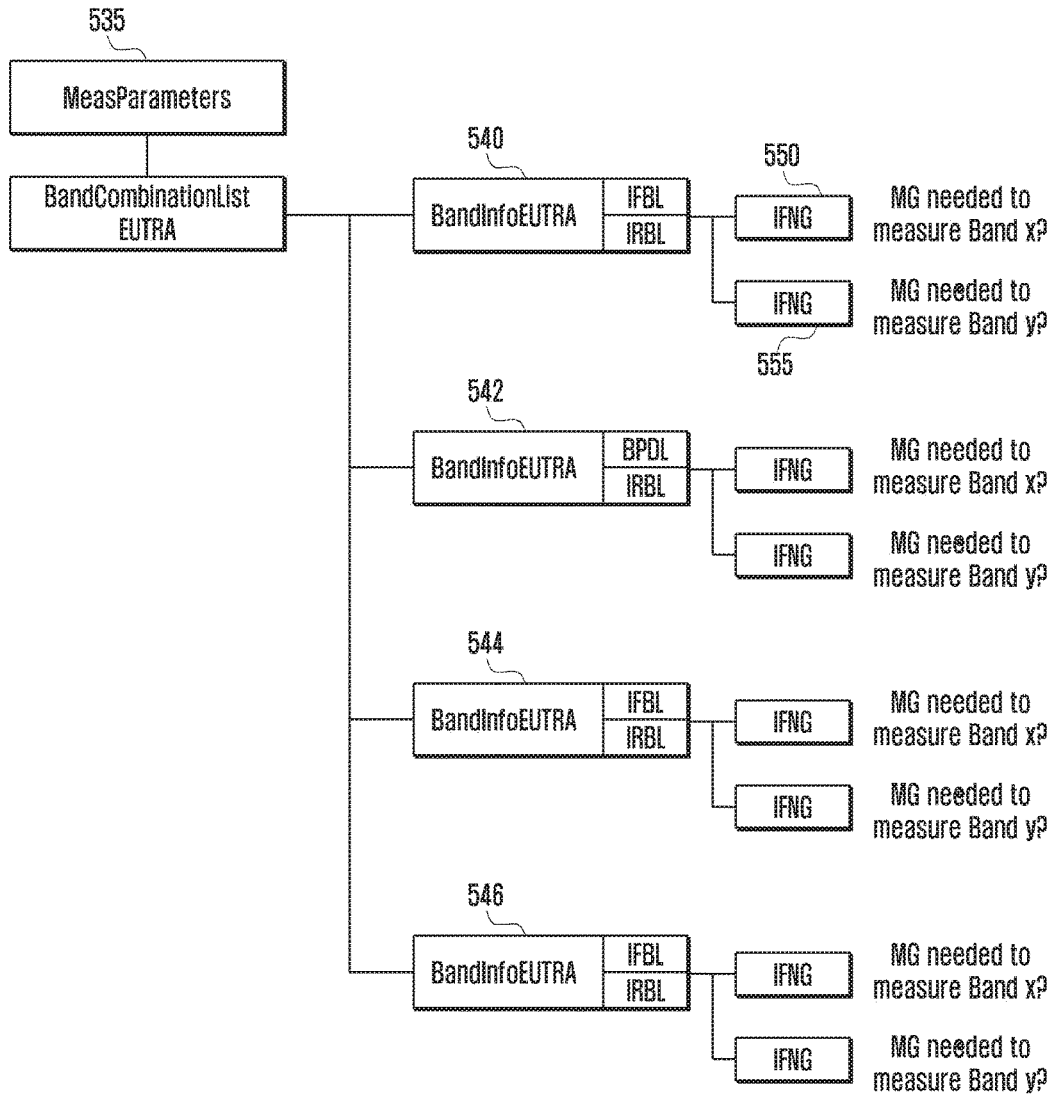 535
MeasParameters
BandCombinationList
EUTRA
540
BandInfoEUTRA
IFBL
IRBL
550
IFNG
MG needed to
measure Band x?
IFNG
555
MG needed to
measure Band y?
542
BandInfoEUTRA
BPDL
IRBL
IFNG
MG needed to
measure Band x?
IFNG
MG needed to
measure Band y?
544
BandInfoEUTRA
IFBL
IRBL
IFNG
MG needed to
measure Band x?
IFNG
MG needed to
measure Band y?
546
BandInfoEUTRA
IFBL
IRBL
IFNG
MG needed to
measure Band x?
IFNG
MG needed to
measure Band y?